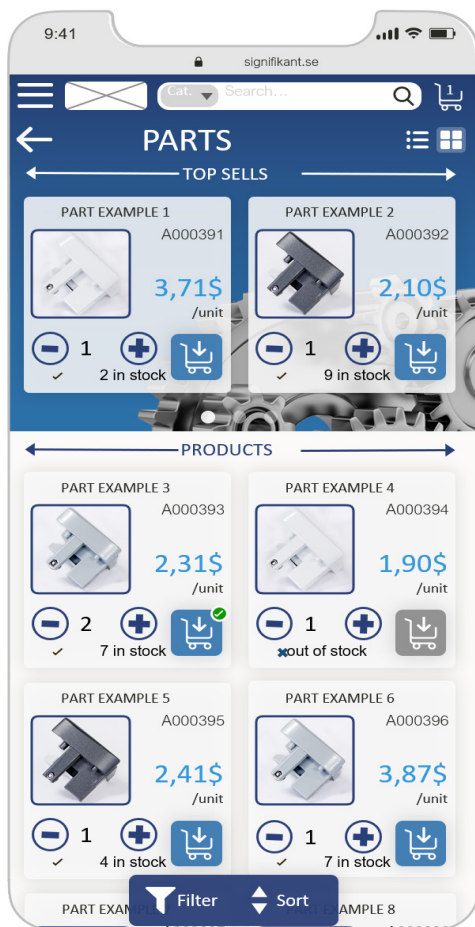 9:41
signifikant.se
Cat.
Search...
1
PARTS
TOP SELLS
PART EXAMPLE 1
A000391
3,71$
/unit
1
2 in stock
PART EXAMPLE 2
A000392
2,10$
/unit
1
9 in stock
PRODUCTS
PART EXAMPLE 3
A000393
2,31$
/unit
2
7 in stock
PART EXAMPLE 4
A000394
1,90$
/unit
1
out of stock
PART EXAMPLE 5
A000395
2,41$
/unit
1
4 in stock
PART EXAMPLE 6
A000396
3,87$
/unit
1
7 in stock
Filter
Sort
PART EXAM
AMPLE 8